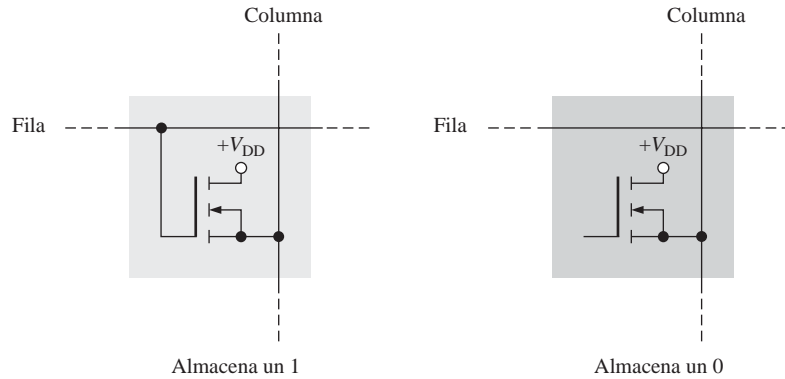 Columna
Columna
Fila
Fila
+VDD
+VDD
Almacena un 1
Almacena un 0